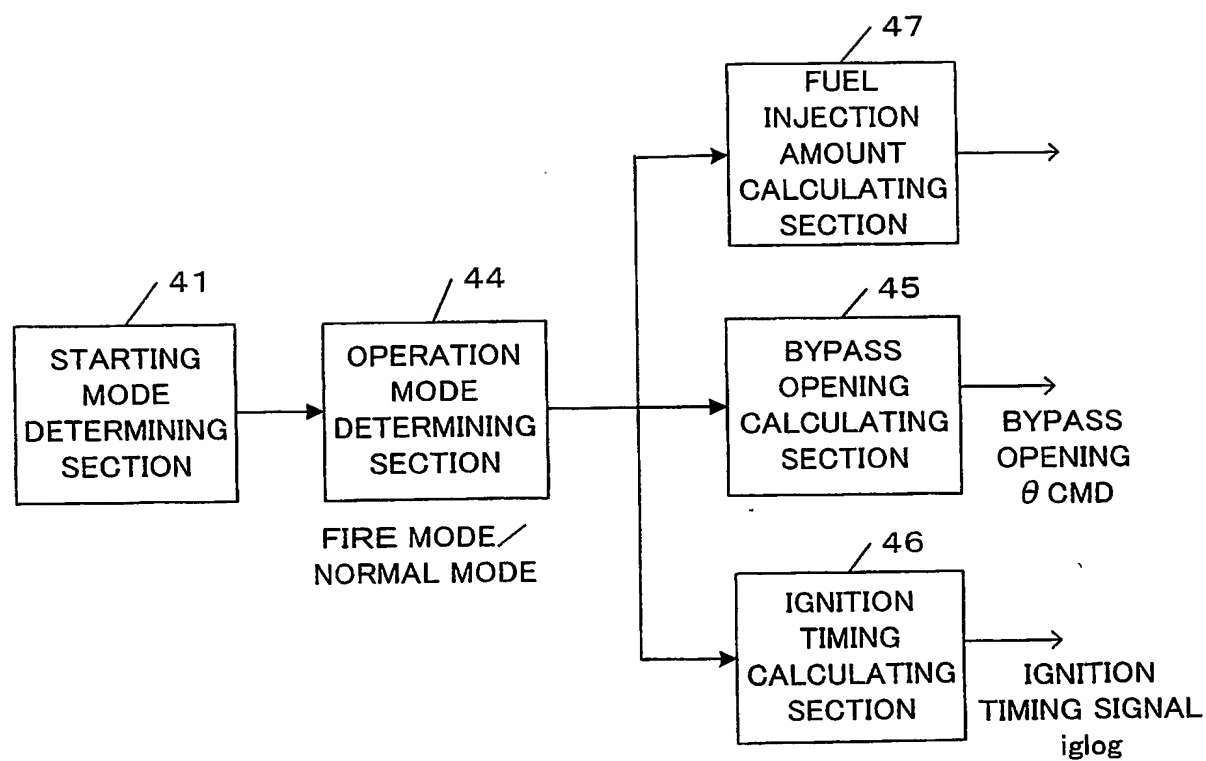 47
FUEL
INJECTION
AMOUNT
CALCULATING
SECTION
41
STARTING
MODE
DETERMINING
SECTION
44
OPERATION
MODE
DETERMINING
SECTION
FIRE MODE/
NORMAL MODE
45
BYPASS
OPENING
CALCULATING
SECTION
BYPASS
OPENING
θ CMD
46
IGNITION
TIMING
CALCULATING
SECTION
IGNITION
TIMING SIGNAL
iglog